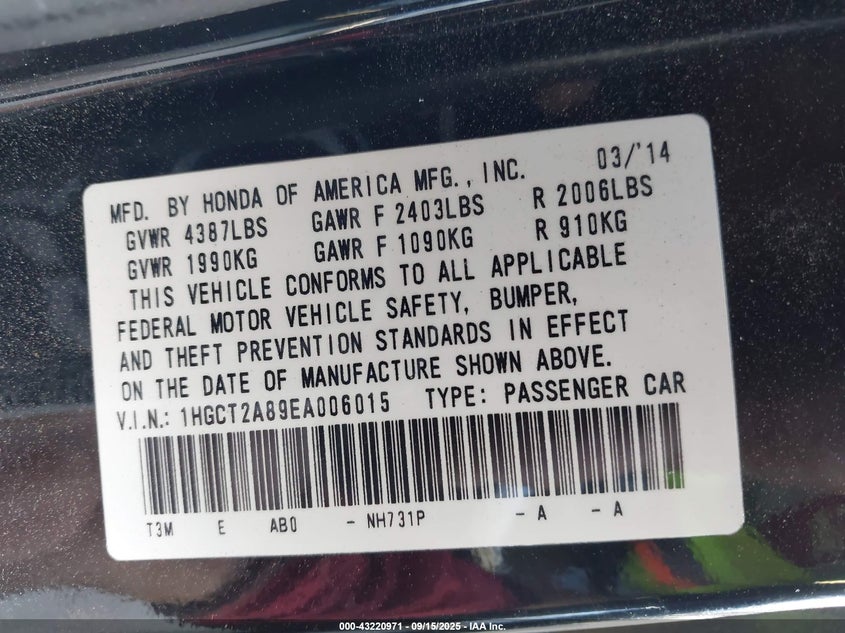 MFD. BY HONDA OF AMERICA MFG., INC. 03/'14
GVWR 4387LBS GAWR F 2403LBS R 2006LBS
GVWR 1990KG GAWR F 1090KG R 910KG
THIS VEHICLE CONFORMS TO ALL APPLICABLE
FEDERAL MOTOR VEHICLE SAFETY, BUMPER,
AND THEFT PREVENTION STANDARDS IN EFFECT
ON THE DATE OF MANUFACTURE SHOWN ABOVE.
V.I.N.: 1HGCT2A89EA006015 TYPE: PASSENGER CAR
T3M E AB0 - NH731P - A - A
000-43220971 - 09/15/2025 - IAA Inc.